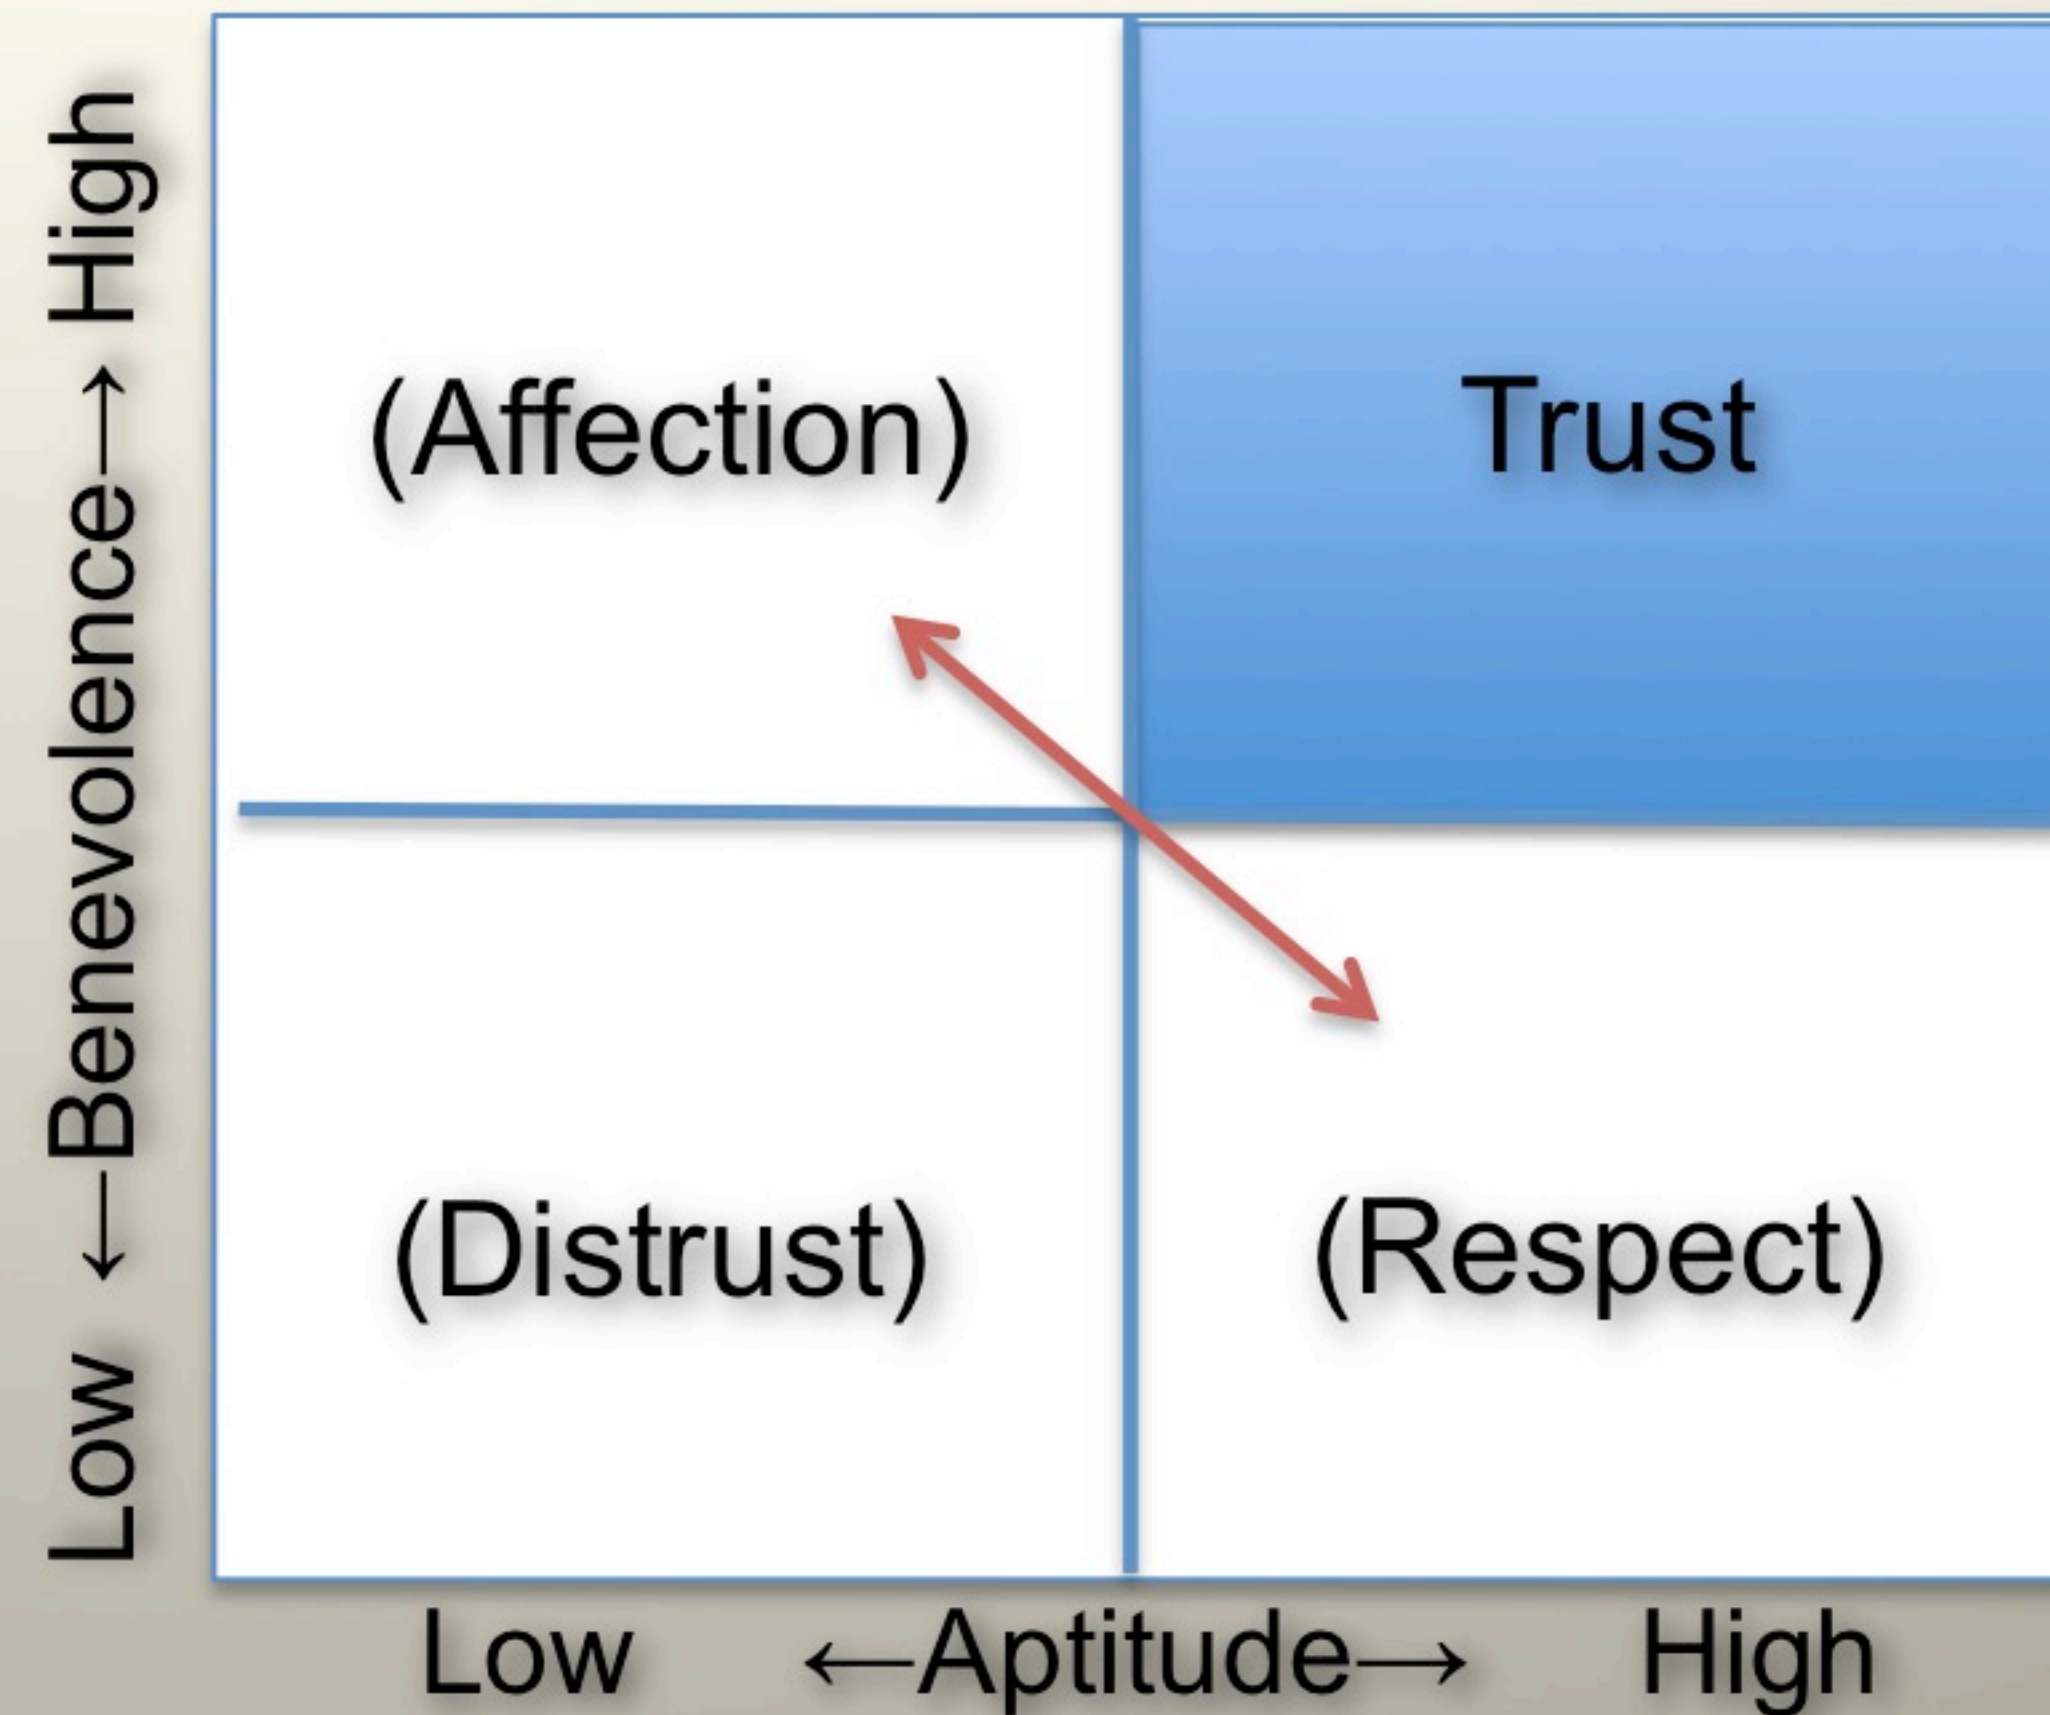 Low ←Benevolence→ High
(Affection)
Trust
(Distrust)
(Respect)
Low ←Aptitude→ High